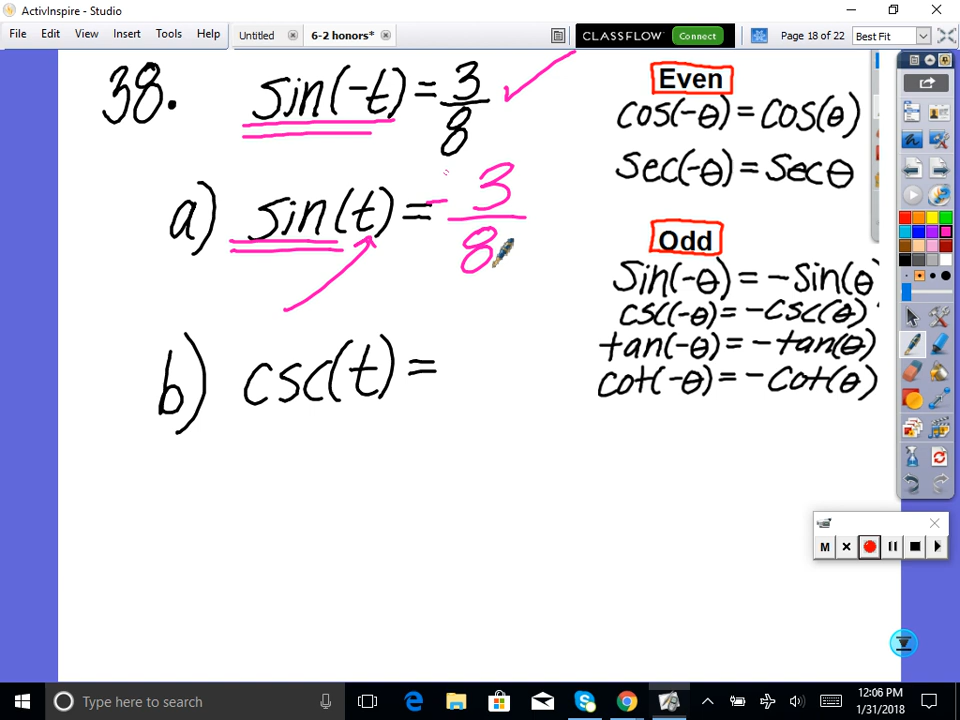 ActivInspire - Studio
File Edit View Insert Tools Help
Untitled
6-2 honors*
CLASSFLOW
Connect
Page 18 of 22
Best Fit
38. sin(-t) = 3/8
a) sin(t) = - 3/8
b) csc(t) =
Even
cos(-θ) = cos(θ)
sec(-θ) = secθ
Odd
Sin(-θ) = -Sin(θ
csc(-θ) = -csc(θ)
tan(-θ) = -tan(θ)
cot(-θ) = -cot(θ)
M
Type here to search
12:06 PM
1/31/2018